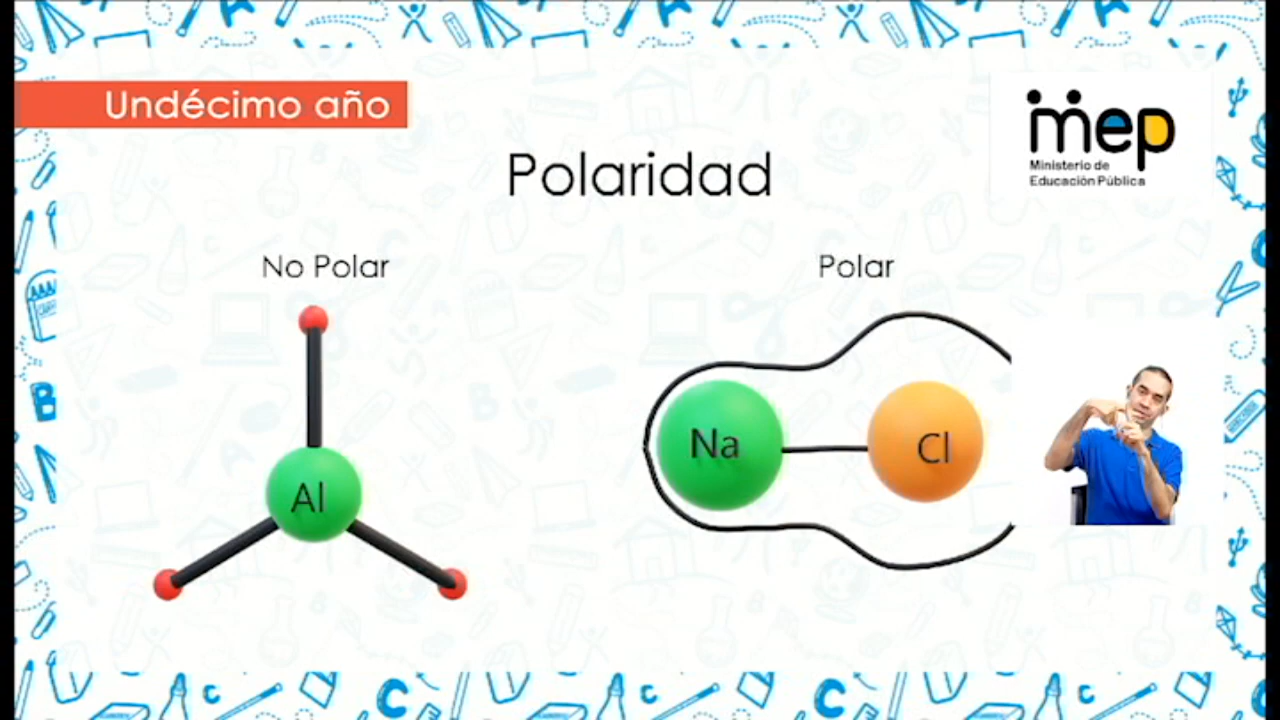 Undécimo año
mep
Ministerio de
Educación Pública
Polaridad
No Polar
Polar
Al
Na
Cl